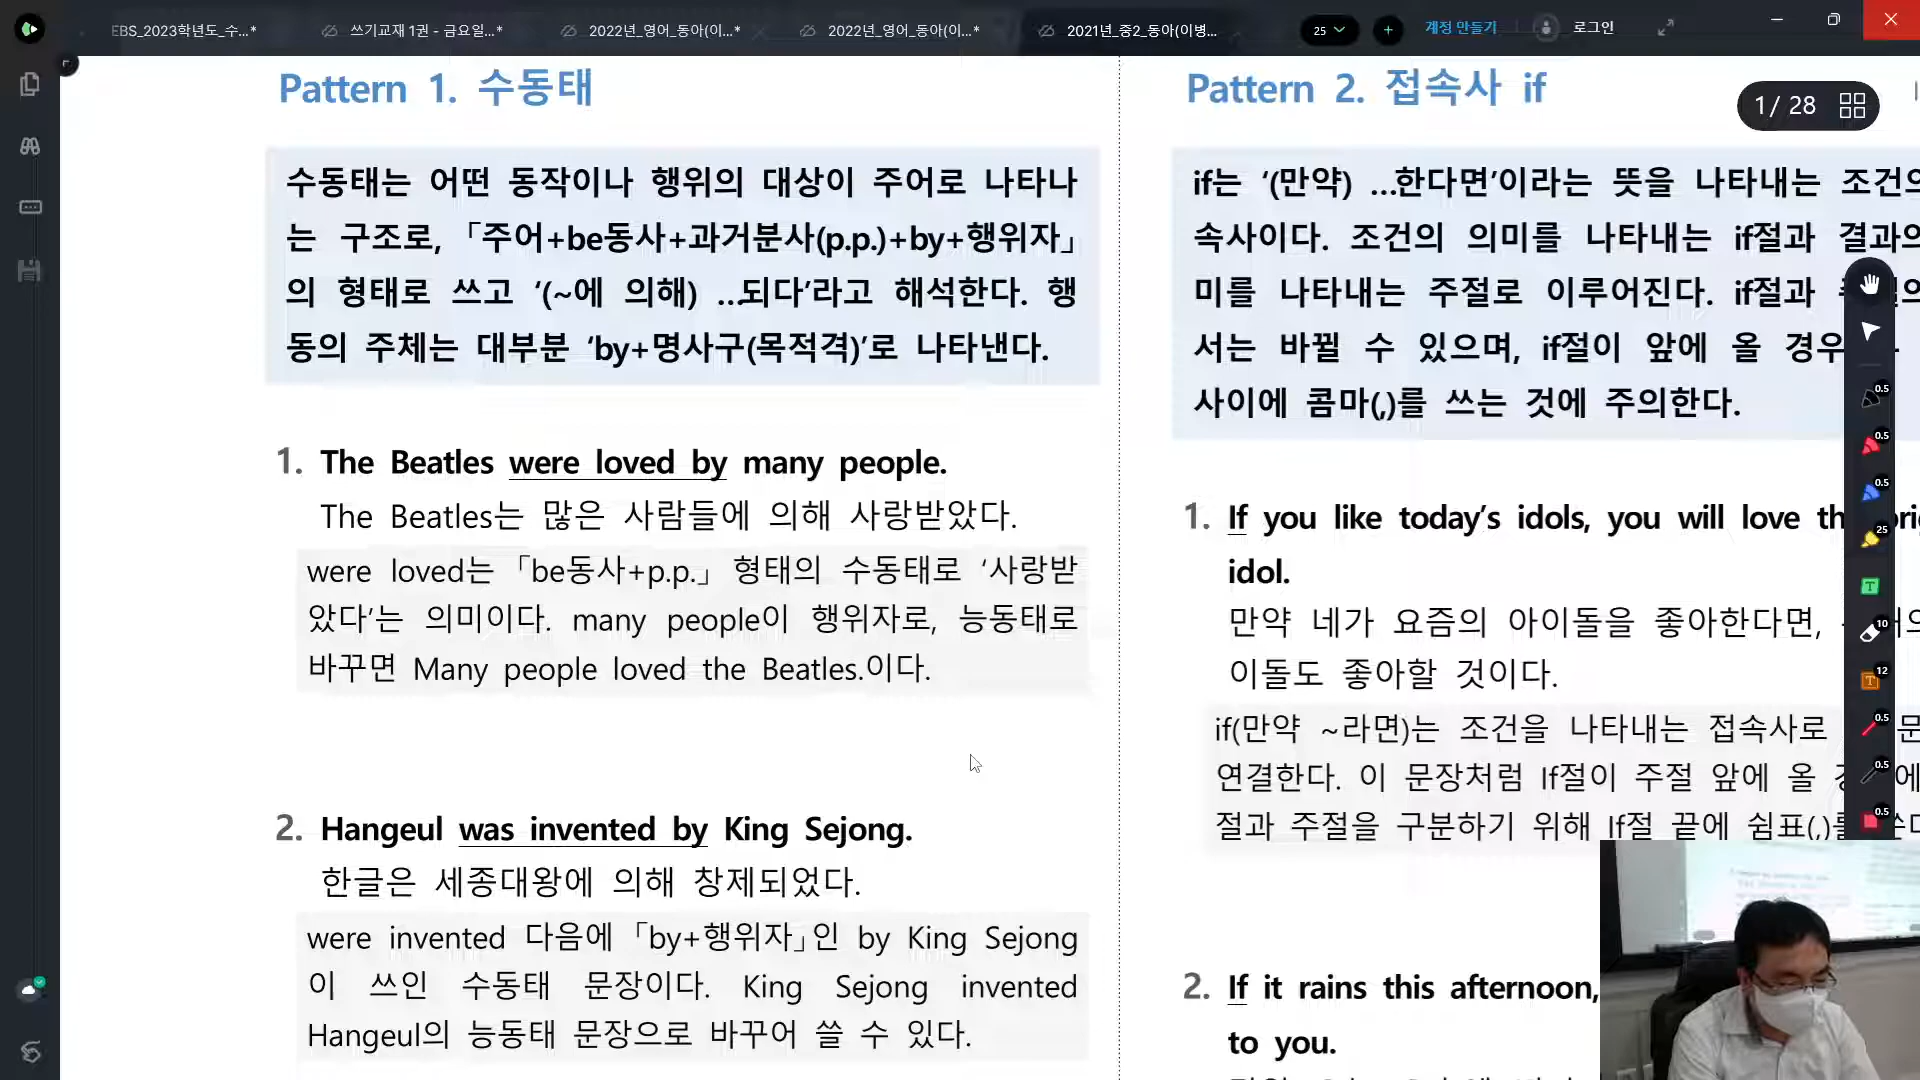 EBS_2023학년도_수...*
쓰기교재 1권 - 금요일...*
2022년_영어_동아(이...*
2022년_영어_동아(이...*
2021년_중2_동아(이병...
25
계정 만들기
로그인
1/ 28
Pattern 1. 수동태
수동태는 어떤 동작이나 행위의 대상이 주어로 나타나
는 구조로, 「주어+be동사+과거분사(p.p.)+by+행위자」
의 형태로 쓰고 ‘(~에 의해) …되다’라고 해석한다. 행
동의 주체는 대부분 ‘by+명사구(목적격)’로 나타낸다.
1. The Beatles were loved by many people.
The Beatles는 많은 사람들에 의해 사랑받았다.
were loved는 「be동사+p.p.」 형태의 수동태로 ‘사랑받
았다’는 의미이다. many people이 행위자로, 능동태로
바꾸면 Many people loved the Beatles.이다.
2. Hangeul was invented by King Sejong.
한글은 세종대왕에 의해 창제되었다.
were invented 다음에 「by+행위자」인 by King Sejong
이 쓰인 수동태 문장이다. King Sejong invented
Hangeul의 능동태 문장으로 바꾸어 쓸 수 있다.
Pattern 2. 접속사 if
if는 ‘(만약) …한다면’이라는 뜻을 나타내는 조건의
속사이다. 조건의 의미를 나타내는 if절과 결과의
미를 나타내는 주절로 이루어진다. if절과
서는 바뀔 수 있으며, if절이 앞에 올 경우
사이에 콤마(,)를 쓰는 것에 주의한다.
1. If you like today’s idols, you will love
idol.
만약 네가 요즘의 아이돌을 좋아한다면,
이돌도 좋아할 것이다.
if(만약 ~라면)는 조건을 나타내는 접속사로
연결한다. 이 문장처럼 If절이 주절 앞에 올
절과 주절을 구분하기 위해 If절 끝에 쉼표(,)를
2. If it rains this afternoon,
to you.
0.5
0.5
0.5
25
T
10
12
T
0.5
0.5
0.5